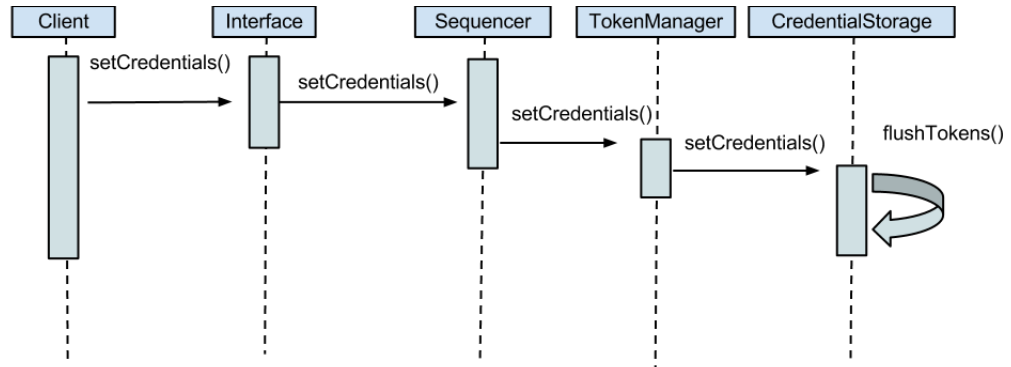 Client
Interface
Sequencer
TokenManager
CredentialStorage
setCredentials()
setCredentials()
setCredentials()
setCredentials()
flushTokens()